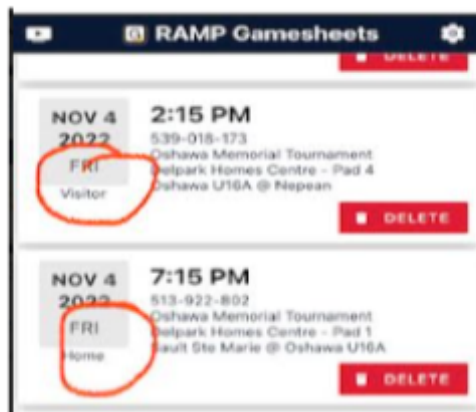 RAMP Gamesheets
DELETE
NOV 4
2022
FRI
Visitor
2:15 PM
539-018-173
Oshawa Memorial Tournament
Delpark Homes Centre - Pad 4
Oshawa U16A @ Nepean
DELETE
NOV 4
2022
FRI
Home
7:15 PM
513-922-802
Oshawa Memorial Tournament
Delpark Homes Centre - Pad 1
Sault Ste Marie @ Oshawa U16A
DELETE